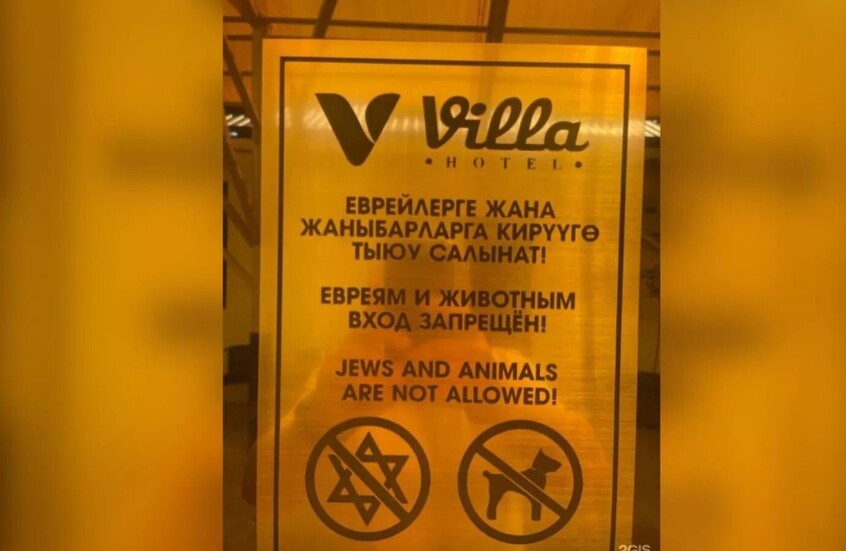 Villa
•HOTEL•
ЕВРЕЙЛЕРГЕ ЖАНА
ЖАНЫБАРЛАРГА КИРҮҮГӨ
ТЫЮУ САЛЫНАТ!
ЕВРЕЯМ И ЖИВОТНЫМ
ВХОД ЗАПРЕЩЁН!
JEWS AND ANIMALS
ARE NOT ALLOWED!
2GIS